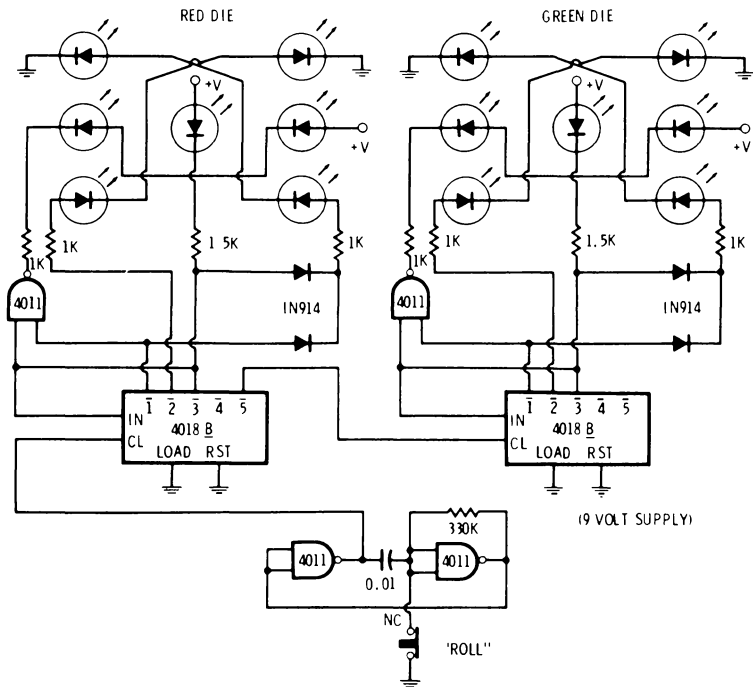 RED DIE
GREEN DIE
+V
+V
+V
+V
1K
1K
1 5K
1K
1K
1K
1.5K
1K
4011
IN914
4011
IN914
1̅ 2̅ 3̅ 4̅ 5̅
IN
4018 B
CL
LOAD RST
1̅ 2̅ 3̅ 4̅ 5̅
IN
4018 B
CL
LOAD RST
(9 VOLT SUPPLY)
330K
4011
0.01
4011
NC
'ROLL"